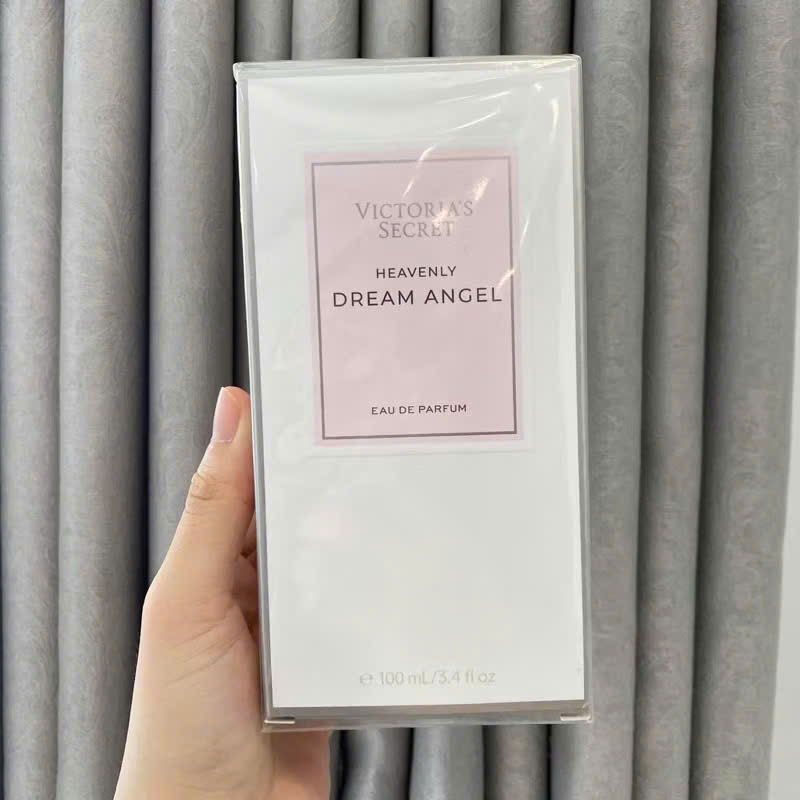 VICTORIA'S
SECRET
HEAVENLY
DREAM ANGEL
EAU DE PARFUM
℮ 100 mL/3.4 fl oz